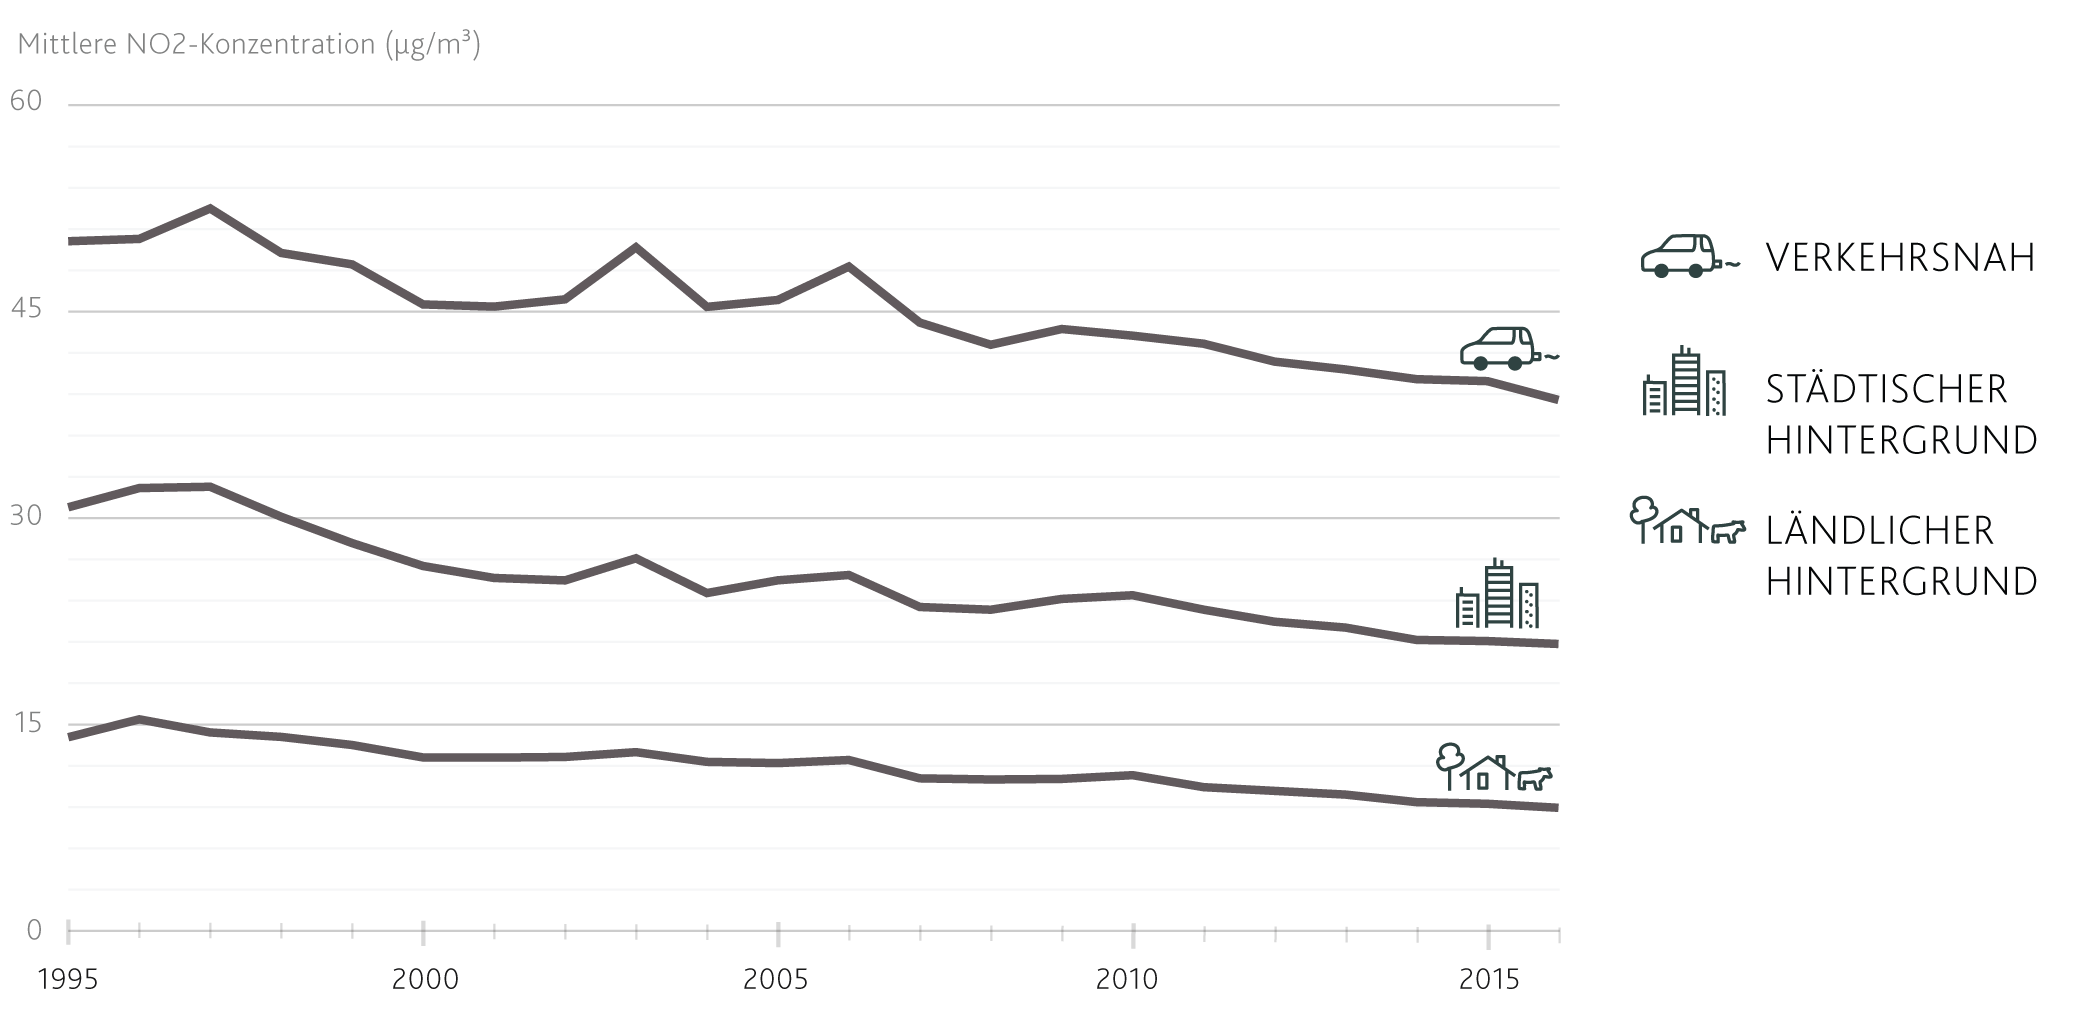 Mittlere NO2-Konzentration (µg/m³)
60
45
30
15
0
1995
2000
2005
2010
2015
VERKEHRSNAH
STÄDTISCHER
HINTERGRUND
LÄNDLICHER
HINTERGRUND